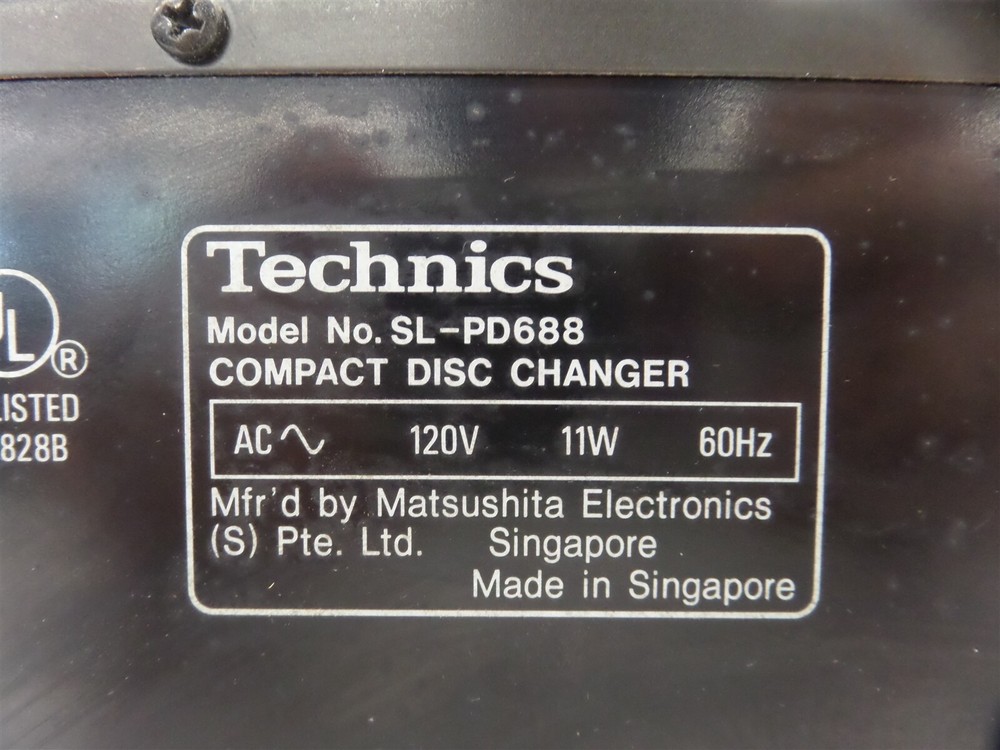 Technics
Model No. SL-PD688
COMPACT DISC CHANGER
AC 120V 11W 60Hz
Mfr'd by Matsushita Electronics
(S) Pte. Ltd. Singapore
Made in Singapore
UL
®
LISTED
828B